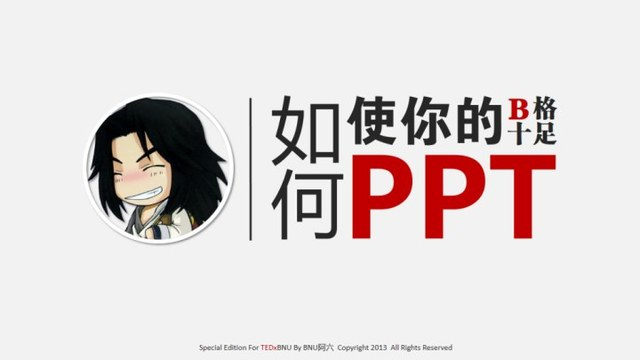 如何
使你的B格十足
PPT
Special Edition For TEDxBNU By BNU阿六 Copyright 2013 All Rights Reserved